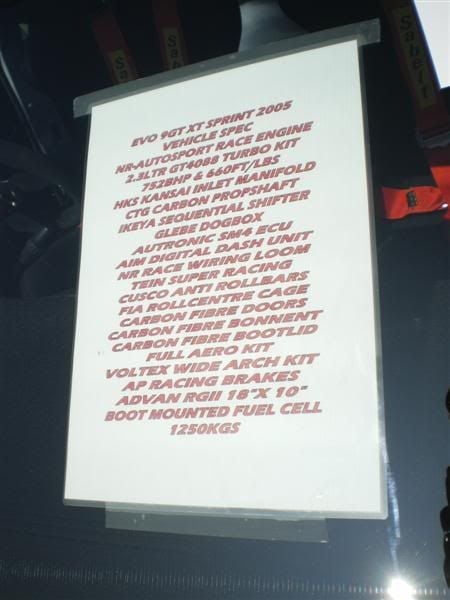 EVO 9GT XT SPRINT 2005
VEHICLE SPEC
NR-AUTOSPORT RACE ENGINE
2.3LTR GT4088 TURBO KIT
752BHP & 660FT/LBS
HKS KANSAI INLET MANIFOLD
CTG CARBON PROPSHAFT
IKEYA SEQUENTIAL SHIFTER
GLEBE DOGBOX
AUTRONIC SM4 ECU
AIM DIGITAL DASH UNIT
NR RACE WIRING LOOM
TEIN SUPER RACING
CUSCO ANTI ROLLBARS
FIA ROLLCENTRE CAGE
CARBON FIBRE DOORS
CARBON FIBRE BONNENT
CARBON FIBRE BOOTLID
FULL AERO KIT
VOLTEX WIDE ARCH KIT
AP RACING BRAKES
ADVAN RGII 18"X 10"
BOOT MOUNTED FUEL CELL
1250KGS
Sabelt
Sabelt
Sabelt